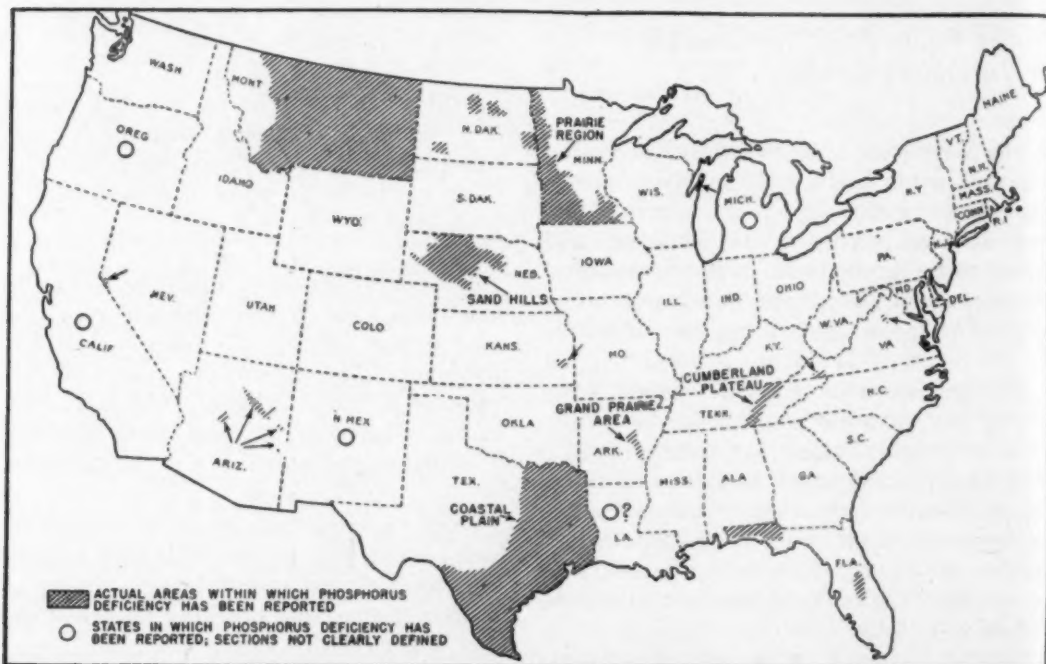 WASH
MONT.
N. DAK.
MAINE
OREG
PRAIRIE
REGION
MINN.
VT.
N.H.
IDAHO
WIS.
MICH.
N.Y
MASS.
CONN
R.I
WYO.
S. DAK.
IOWA
PA.
NEV.
UTAH
NEB.
SAND HILLS
ILL.
IND.
OHIO
MD.
DEL.
COLO.
W. VA.
CALIF
KANS.
MO.
KY.
VA.
CUMBERLAND
PLATEAU
N.C.
GRAND PRAIRIE
AREA
TENN.
N. MEX
OKLA
ARK.
S.C.
ARIZ.
TEX.
MISS.
ALA
GA.
COASTAL
PLAIN
?
LA.
FLA.
ACTUAL AREAS WITHIN WHICH PHOSPHORUS
DEFICIENCY HAS BEEN REPORTED
STATES IN WHICH PHOSPHORUS DEFICIENCY HAS
BEEN REPORTED; SECTIONS NOT CLEARLY DEFINED